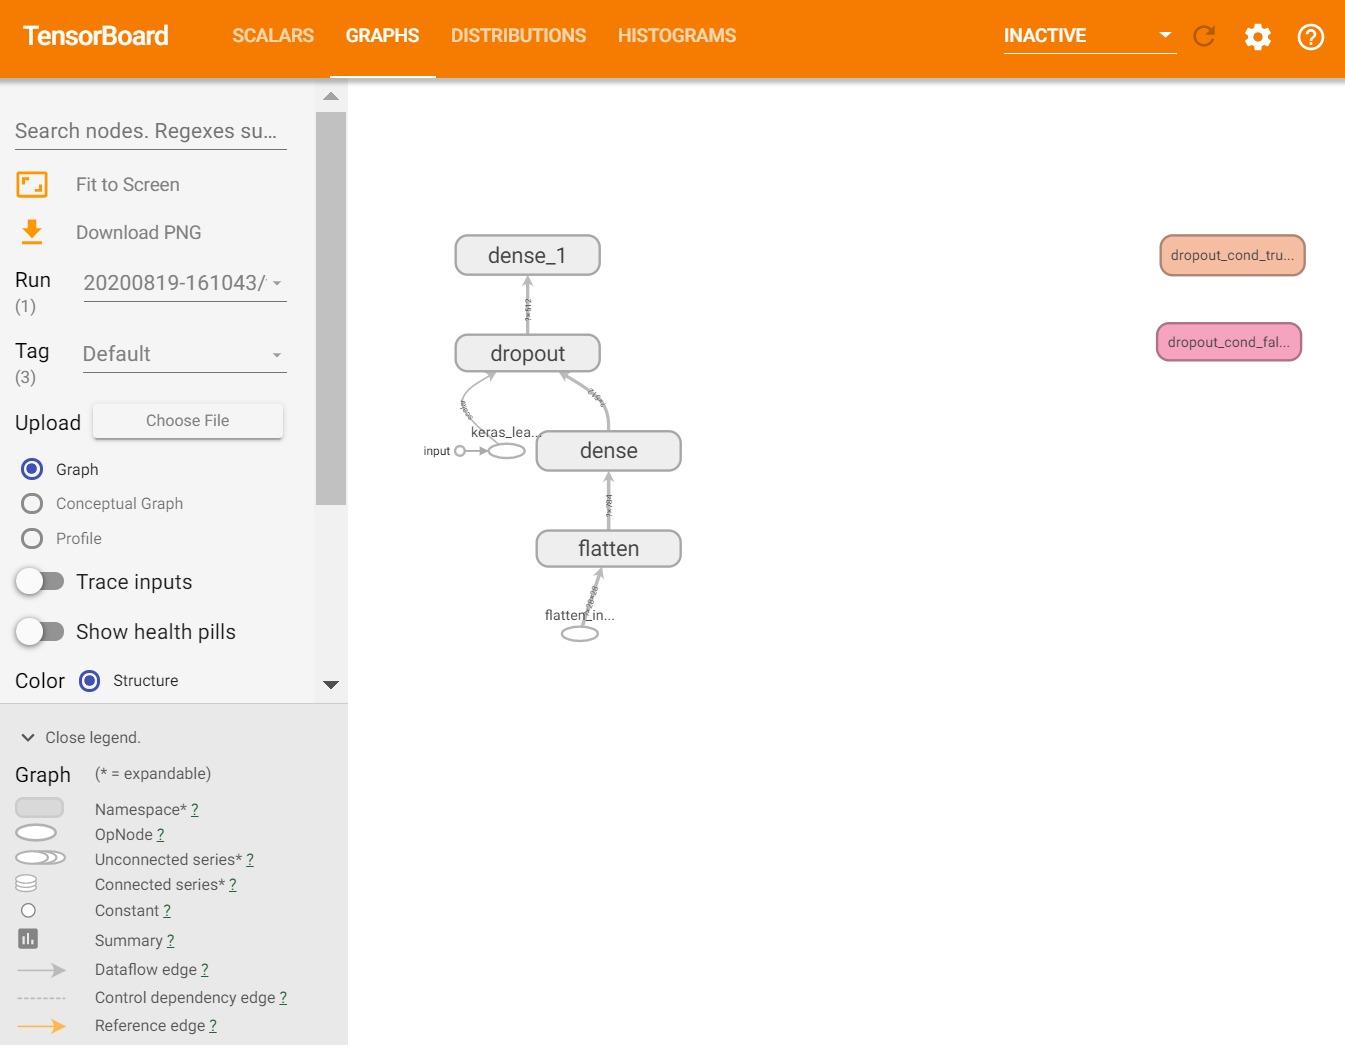 TensorBoard
SCALARS
GRAPHS
DISTRIBUTIONS
HISTOGRAMS
INACTIVE
Search nodes. Regexes su...
Fit to Screen
Download PNG
Run
(1)
20200819-161043/
Tag
(3)
Default
Upload
Choose File
Graph
Conceptual Graph
Profile
Trace inputs
Show health pills
Color
Structure
Close legend.
Graph
(* = expandable)
Namespace* ?
OpNode ?
Unconnected series* ?
Connected series* ?
Constant ?
Summary ?
Dataflow edge ?
Control dependency edge ?
Reference edge ?
dense_1
?×512
dropout
scalar
?×512
keras_lea...
input
dense
?×784
flatten
flatten_in...
dropout_cond_tru...
dropout_cond_fal...